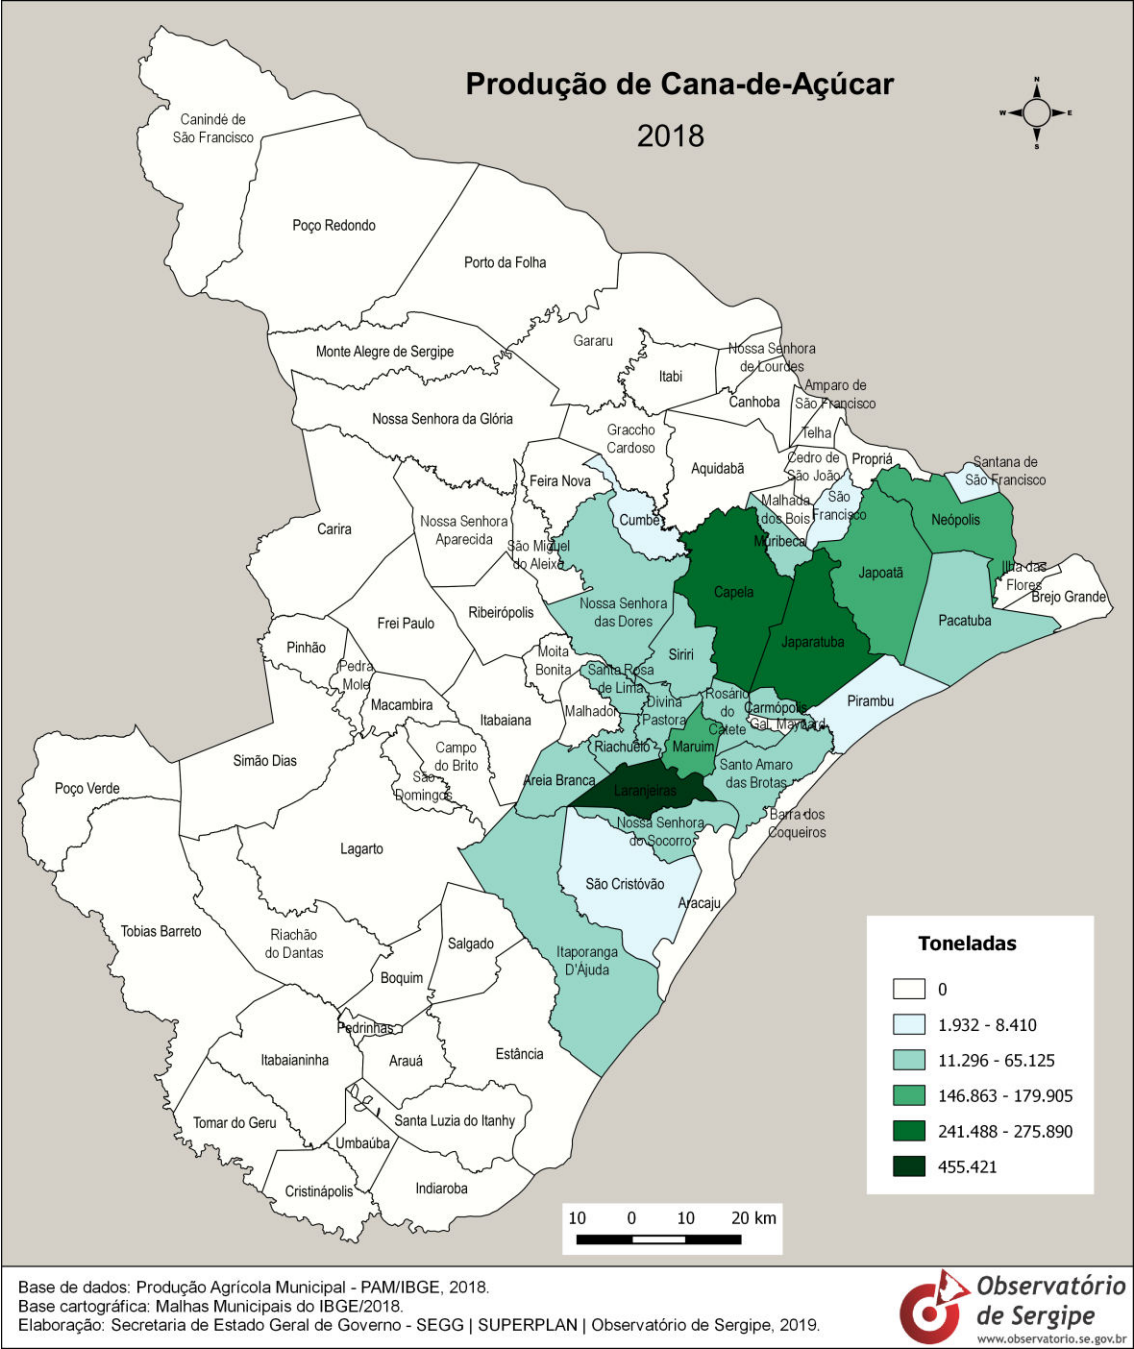 Produção de Cana-de-Açúcar
2018
N
W
E
S
Canindé de
São Francisco
Poço Redondo
Porto da Folha
Monte Alegre de Sergipe
Gararu
Nossa Senhora
de Lourdes
Itabi
Canhoba
Amparo de
São Francisco
Nossa Senhora da Glória
Graccho
Cardoso
Telha
Aquidabã
Cedro de
São João
Propriá
Santana de
São Francisco
Feira Nova
Malhada
dos Bois
São
Francisco
Neópolis
Carira
Nossa Senhora
Aparecida
Cumbe
Muribeca
São Miguel
do Aleixo
Japoatã
Ilha das
Flores
Brejo Grande
Capela
Nossa Senhora
das Dores
Ribeirópolis
Frei Paulo
Pacatuba
Japaratuba
Pinhão
Moita
Bonita
Siriri
Pedra
Mole
Santa Rosa
de Lima
Macambira
Itabaiana
Malhador
Divina
Pastora
Rosário
do
Catete
Carmópolis
Pirambu
Gal. Maynard
Simão Dias
Campo
do Brito
Riachuelo
Maruim
Poço Verde
São
Domingos
Areia Branca
Laranjeiras
Santo Amaro
das Brotas
Barra dos
Coqueiros
Nossa Senhora
do Socorro
Lagarto
São Cristóvão
Aracaju
Tobias Barreto
Riachão
do Dantas
Salgado
Itaporanga
D'Ájuda
Boquim
Pedrinhas
Itabaianinha
Arauá
Estância
Tomar do Geru
Santa Luzia do Itanhy
Umbaúba
Cristinápolis
Indiaroba
Toneladas
0
1.932 - 8.410
11.296 - 65.125
146.863 - 179.905
241.488 - 275.890
455.421
10 0 10 20 km
Base de dados: Produção Agrícola Municipal - PAM/IBGE, 2018.
Base cartográfica: Malhas Municipais do IBGE/2018.
Elaboração: Secretaria de Estado Geral de Governo - SEGG | SUPERPLAN | Observatório de Sergipe, 2019.
Observatório
de Sergipe
www.observatorio.se.gov.br